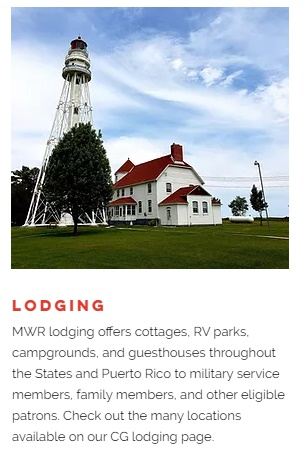 LODGING
MWR lodging offers cottages, RV parks,
campgrounds, and guesthouses throughout
the States and Puerto Rico to military service
members, family members, and other eligible
patrons. Check out the many locations
available on our CG lodging page.